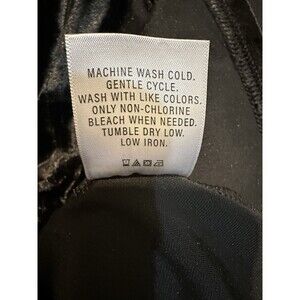 MACHINE WASH COLD.
GENTLE CYCLE.
WASH WITH LIKE COLORS.
ONLY NON-CHLORINE
BLEACH WHEN NEEDED.
TUMBLE DRY LOW.
LOW IRON.